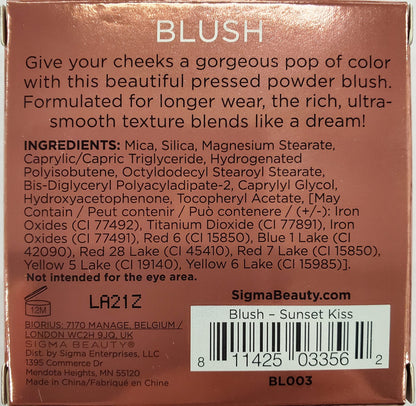 BLUSH
Give your cheeks a gorgeous pop of color
with this beautiful pressed powder blush.
Formulated for longer wear, the rich, ultra-
smooth texture blends like a dream!
INGREDIENTS: Mica, Silica, Magnesium Stearate,
Caprylic/Capric Triglyceride, Hydrogenated
Polyisobutene, Octyldodecyl Stearoyl Stearate,
Bis-Diglyceryl Polyacyladipate-2, Caprylyl Glycol,
Hydroxyacetophenone, Tocopheryl Acetate, [May
Contain / Peut contenir / Può contenere / (+/-): Iron
Oxides (CI 77492), Titanium Dioxide (CI 77891), Iron
Oxides (CI 77491), Red 6 (CI 15850), Blue 1 Lake (CI
42090), Red 28 Lake (CI 45410), Red 7 Lake (CI 15850),
Yellow 5 Lake (CI 19140), Yellow 6 Lake (CI 15985)].
Not intended for the eye area.
12M
LA21Z
BIORIUS: 7170 MANAGE, BELGIUM /
LONDON WC2H 9JQ, UK
SIGMA BEAUTY®
Dist. by Sigma Enterprises, LLC
1395 Commerce Dr
Mendota Heights, MN 55120
Made in China/Fabriqué en Chine
SigmaBeauty.com
Blush – Sunset Kiss
8 11425 03356 2
BL003